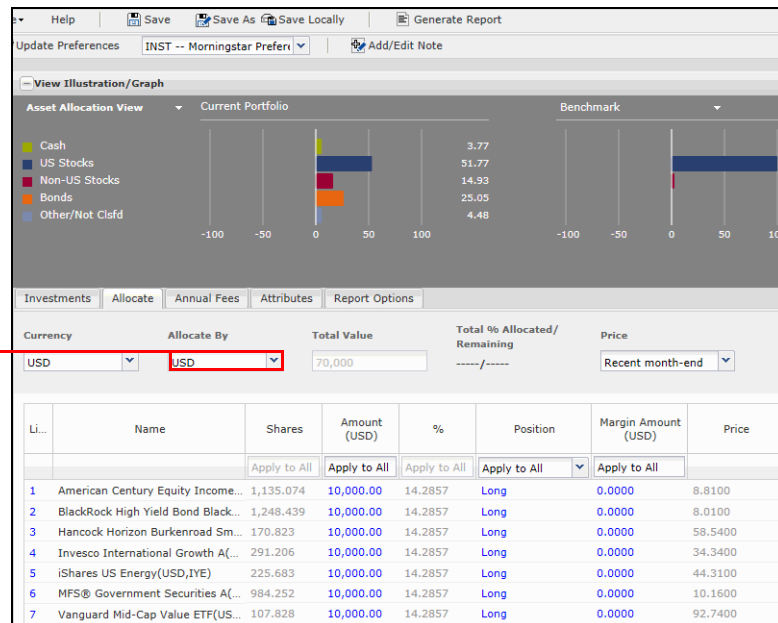 Help Save Save As Save Locally Generate Report
Update Preferences INST -- Morningstar Prefere Add/Edit Note
View Illustration/Graph
Asset Allocation View Current Portfolio Benchmark
Cash 3.77
US Stocks 51.77
Non-US Stocks 14.93
Bonds 25.05
Other/Not Clsfd 4.48
-100 -50 0 50 100 -100 -50 0 50
Investments Allocate Annual Fees Attributes Report Options
Currency Allocate By Total Value Total % Allocated/ Price
Remaining
USD USD 70,000 -----/----- Recent month-end
Li... Name Shares Amount (USD) % Position Margin Amount (USD) Price
Apply to All Apply to All Apply to All Apply to All Apply to All
1 American Century Equity Income... 1,135.074 10,000.00 14.2857 Long 0.0000 8.8100
2 BlackRock High Yield Bond Black... 1,248.439 10,000.00 14.2857 Long 0.0000 8.0100
3 Hancock Horizon Burkenroad Sm... 170.823 10,000.00 14.2857 Long 0.0000 58.5400
4 Invesco International Growth A(... 291.206 10,000.00 14.2857 Long 0.0000 34.3400
5 iShares US Energy(USD,IYE) 225.683 10,000.00 14.2857 Long 0.0000 44.3100
6 MFS® Government Securities A(... 984.252 10,000.00 14.2857 Long 0.0000 10.1600
7 Vanguard Mid-Cap Value ETF(US... 107.828 10,000.00 14.2857 Long 0.0000 92.7400